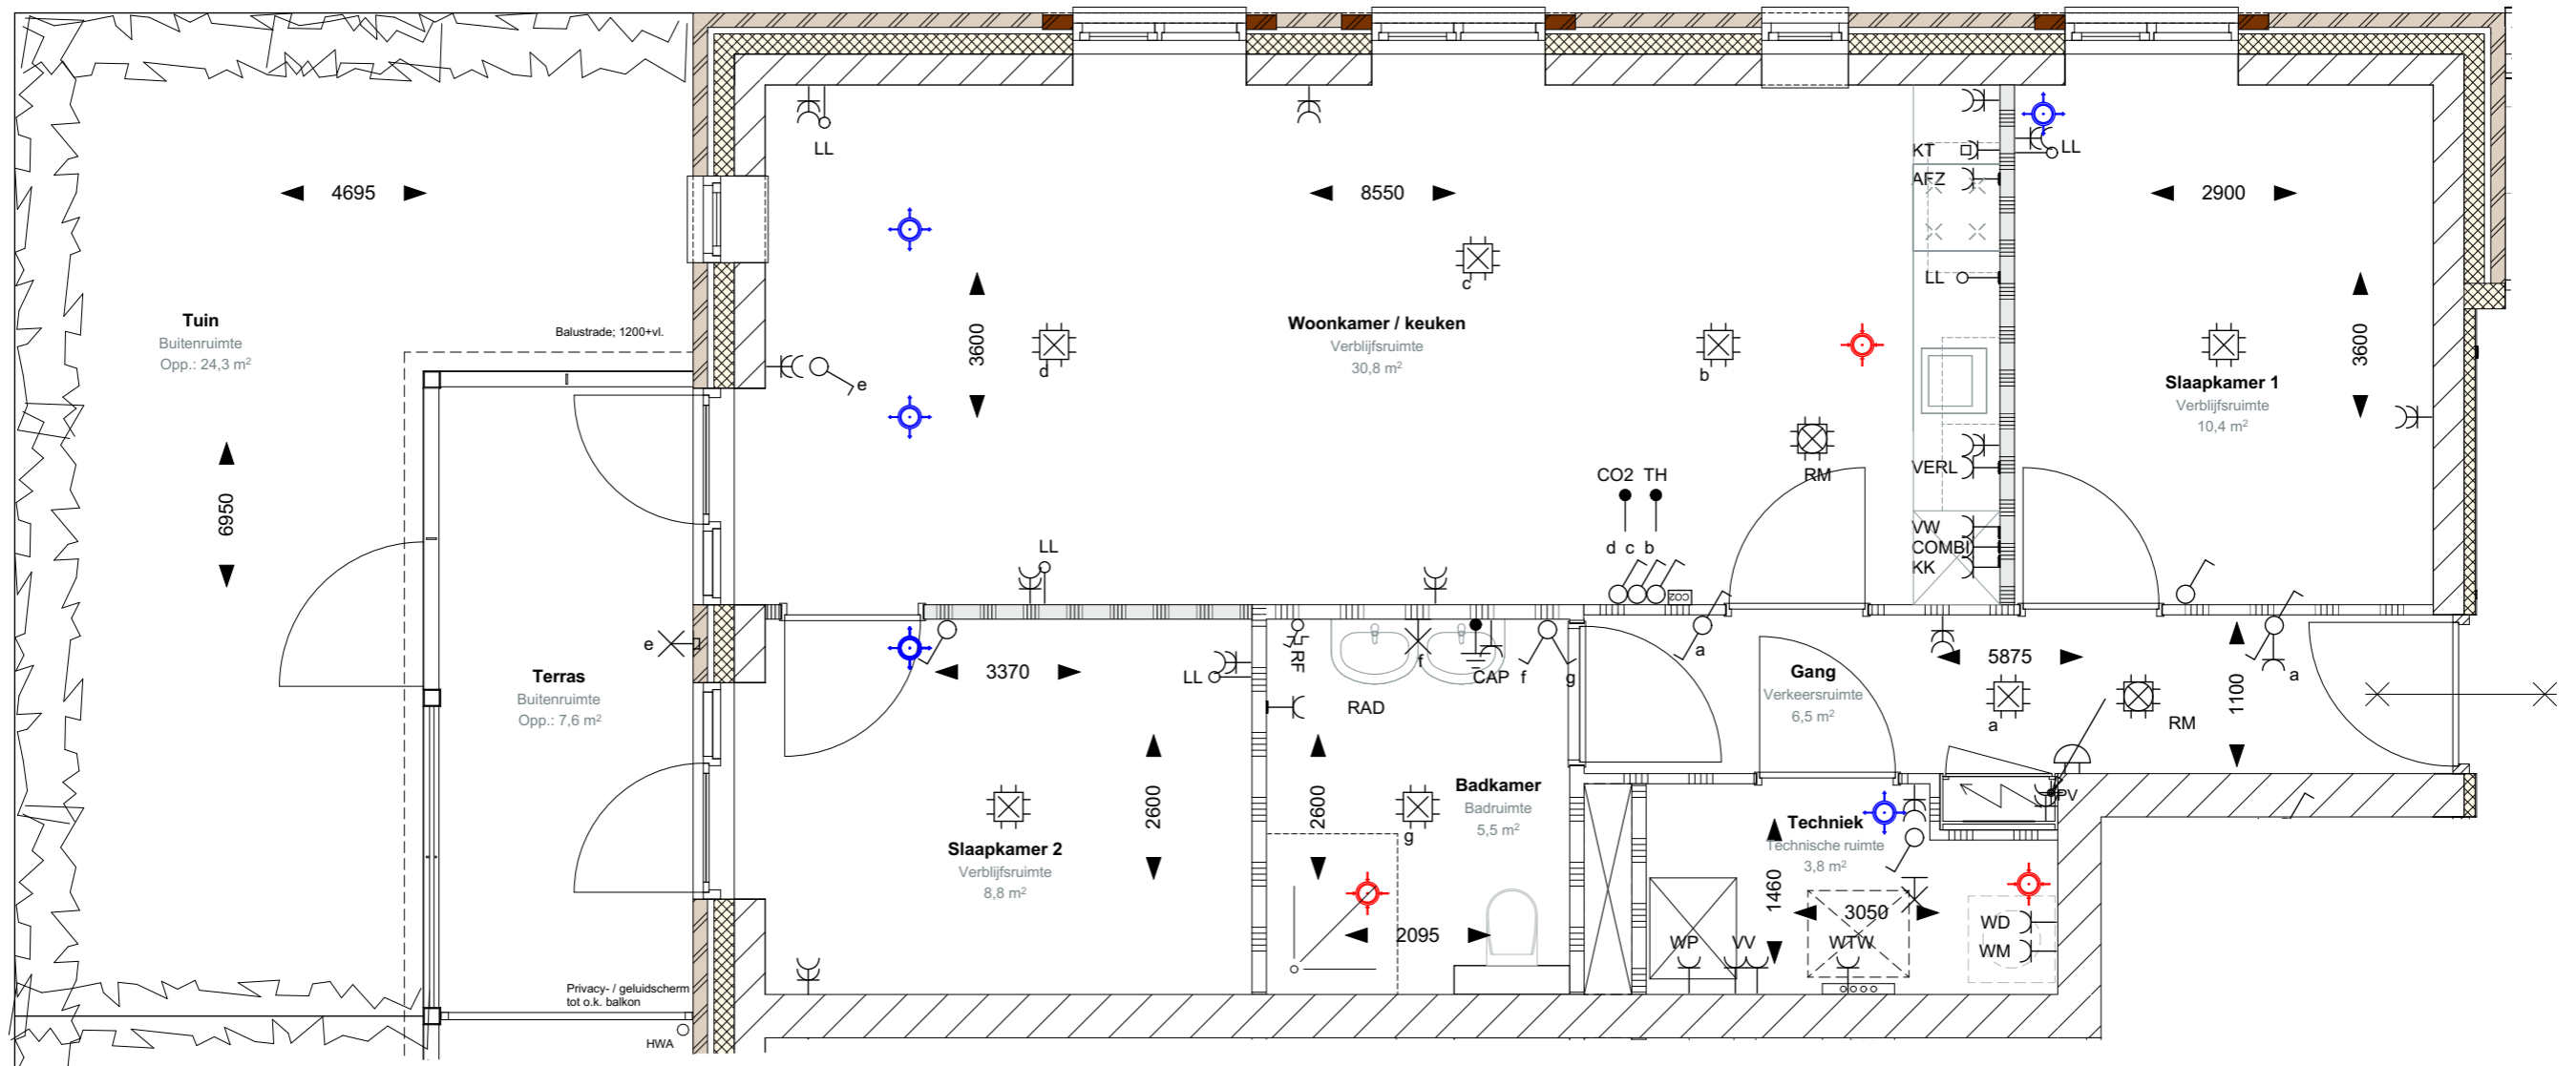 LL
KT
LL
AFZ
4695
8550
2900
c
LL
Tuin
Buitenruimte
Opp.: 24,3 m²
Balustrade; 1200+vl.
3600
Woonkamer / keuken
Verblijfsruimte
30,8 m²
3600
d
b
e
Slaapkamer 1
Verblijfsruimte
10,4 m²
RM
CO2 TH
VERL
6950
VW
COMBI
KK
LL
d c b
CO2
e
a
RF
f
CAP
f
g
a
3370
LL
5875
1100
Terras
Buitenruimte
Opp.: 7,6 m²
Gang
Verkeersruimte
6,5 m²
RAD
a
RM
2600
2600
Badkamer
Badruimte
5,5 m²
g
PV
Techniek
Technische ruimte
3,8 m²
Slaapkamer 2
Verblijfsruimte
8,8 m²
1460
3050
2095
WD
WP
VV
WTW
WM
Privacy- / geluidscherm
tot o.k. balkon
HWA